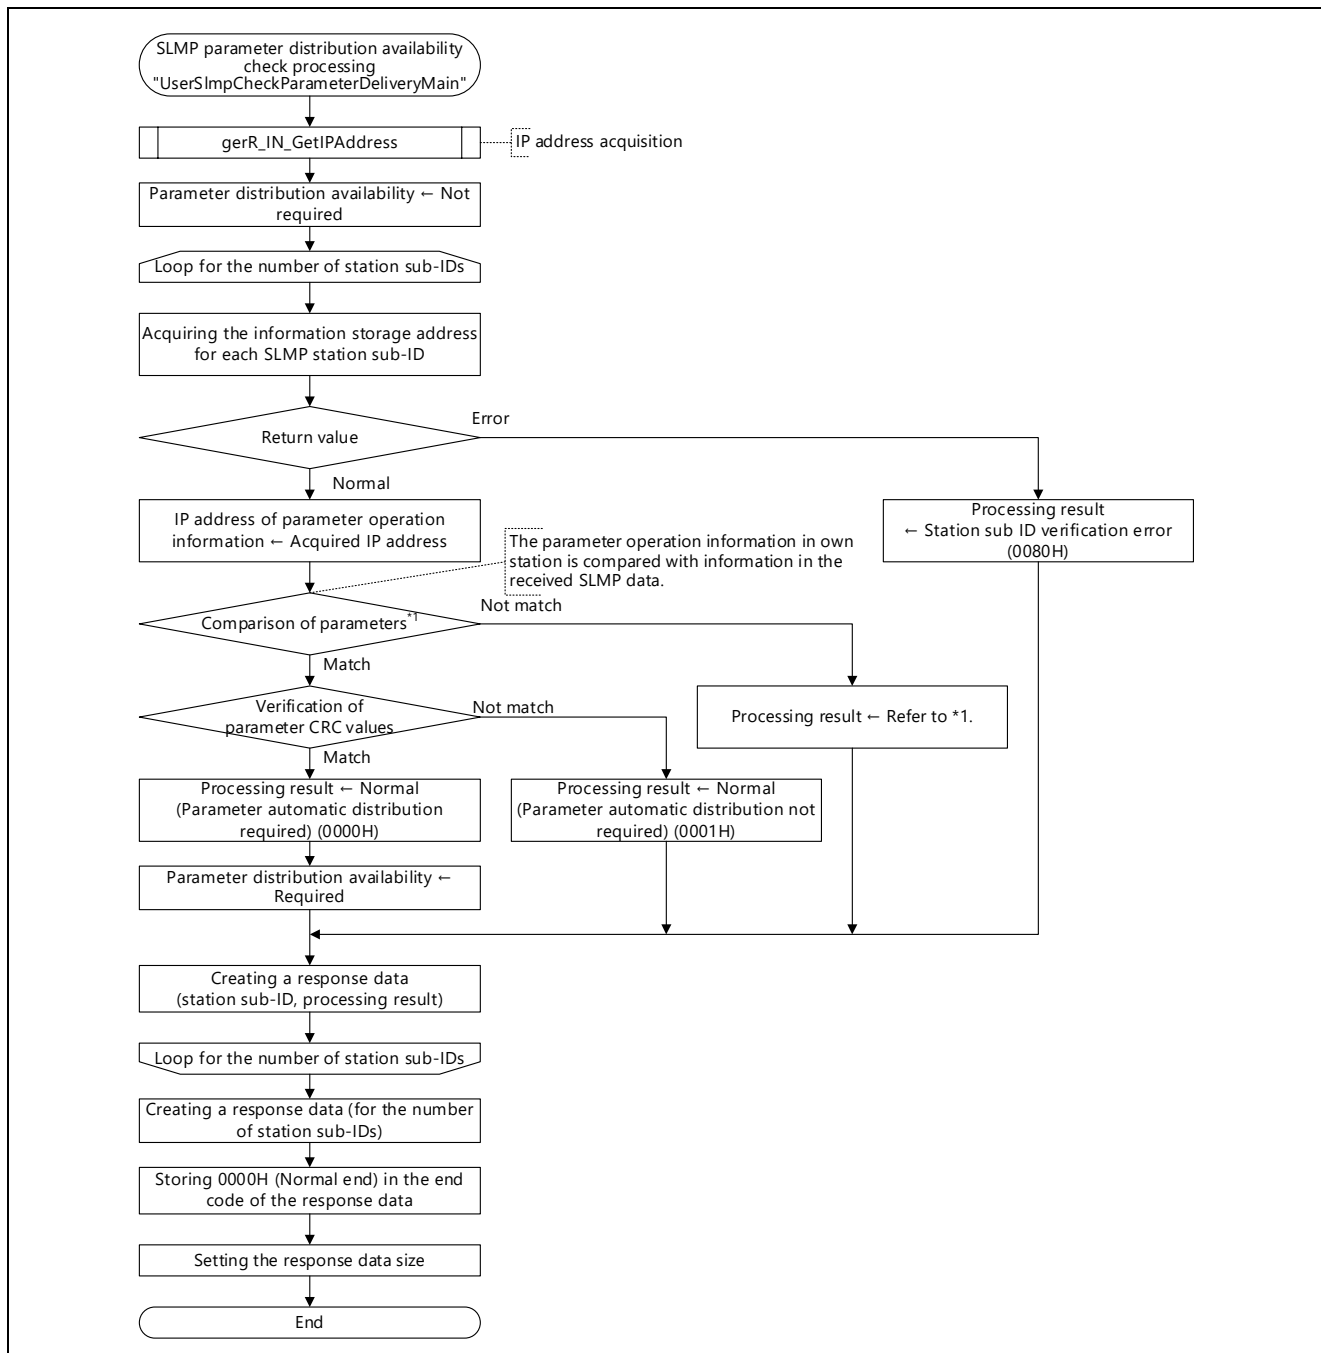 SLMP parameter distribution availability
check processing
"UserSlmpCheckParameterDeliveryMain"
gerR_IN_GetIPAddress
IP address acquisition
Parameter distribution availability ← Not
required
Loop for the number of station sub-IDs
Acquiring the information storage address
for each SLMP station sub-ID
Error
Return value
Normal
IP address of parameter operation
information ← Acquired IP address
Processing result
← Station sub ID verification error
(0080H)
The parameter operation information in own
station is compared with information in the
received SLMP data.
Not match
Comparison of parameters*1
Match
Verification of
parameter CRC values
Not match
Processing result ← Refer to *1.
Match
Processing result ← Normal
(Parameter automatic distribution
required) (0000H)
Processing result ← Normal
(Parameter automatic distribution not
required) (0001H)
Parameter distribution availability ←
Required
Creating a response data
(station sub-ID, processing result)
Loop for the number of station sub-IDs
Creating a response data (for the number
of station sub-IDs)
Storing 0000H (Normal end) in the end
code of the response data
Setting the response data size
End